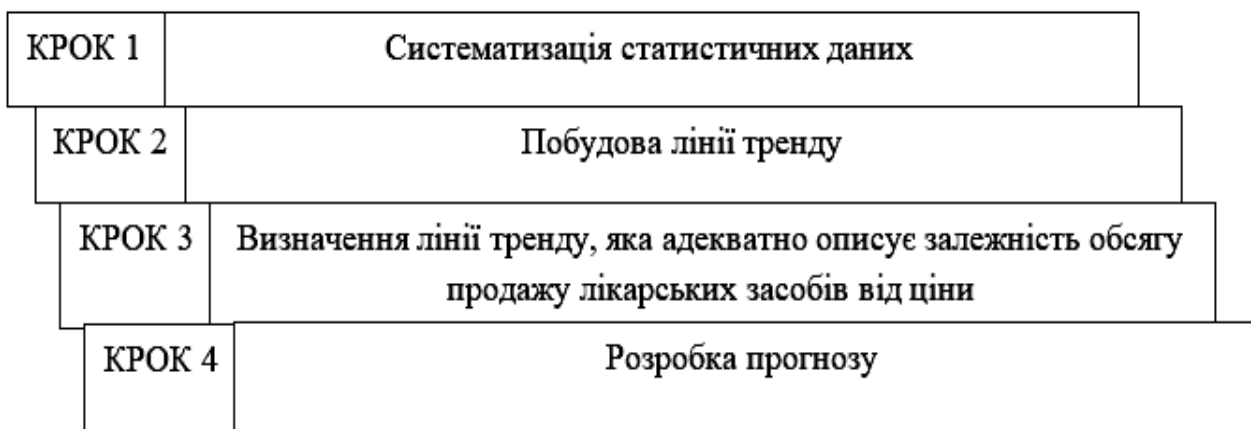 КРОК 1 Систематизація статистичних даних
КРОК 2 Побудова лінії тренду
КРОК 3 Визначення лінії тренду, яка адекватно описує залежність обсягу
продажу лікарських засобів від ціни
КРОК 4 Розробка прогнозу